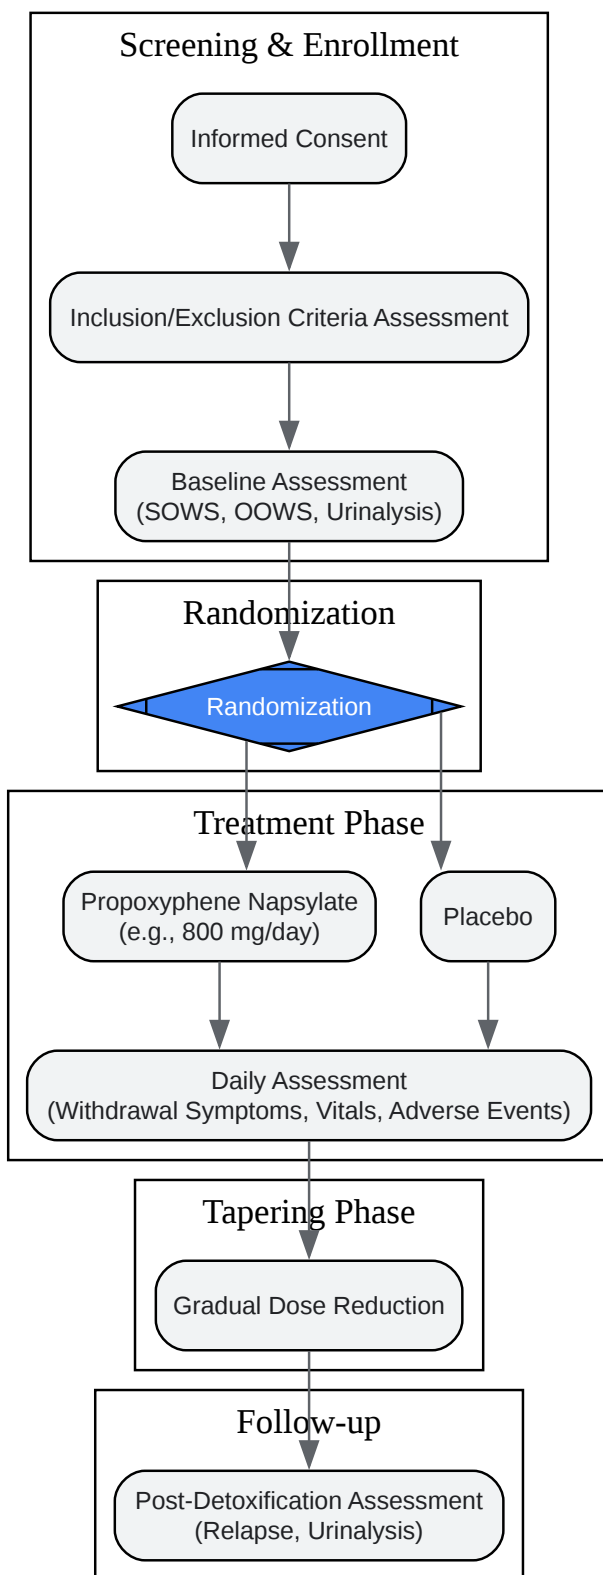 Screening & Enrollment
Informed Consent
Inclusion/Exclusion Criteria Assessment
Baseline Assessment
(SOWS, OOWS, Urinalysis)
Randomization
Randomization
Treatment Phase
Propoxyphene Napsylate
(e.g., 800 mg/day)
Placebo
Daily Assessment
(Withdrawal Symptoms, Vitals, Adverse Events)
Tapering Phase
Gradual Dose Reduction
Follow-up
Post-Detoxification Assessment
(Relapse, Urinalysis)